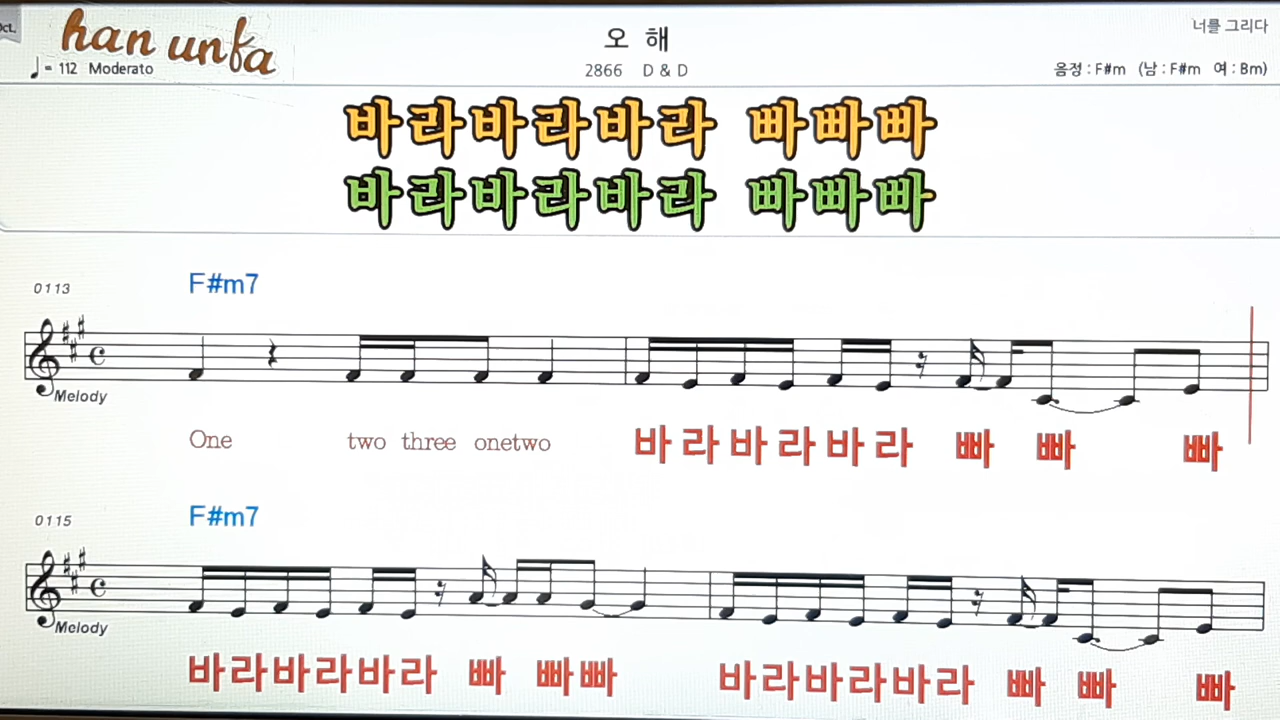 Oct.
han unfa
너를 그리다
오 해
♩= 112 Moderato
2866 D & D
음정 : F#m (남 : F#m 여 : Bm)
바라바라바라 빠빠빠
바라바라바라 빠빠빠
0113
F#m7
Melody
One two three onetwo 바 라 바 라 바 라 빠 빠 빠
0115
F#m7
Melody
바라바라바라 빠 빠빠 바라바라바라 빠 빠 빠